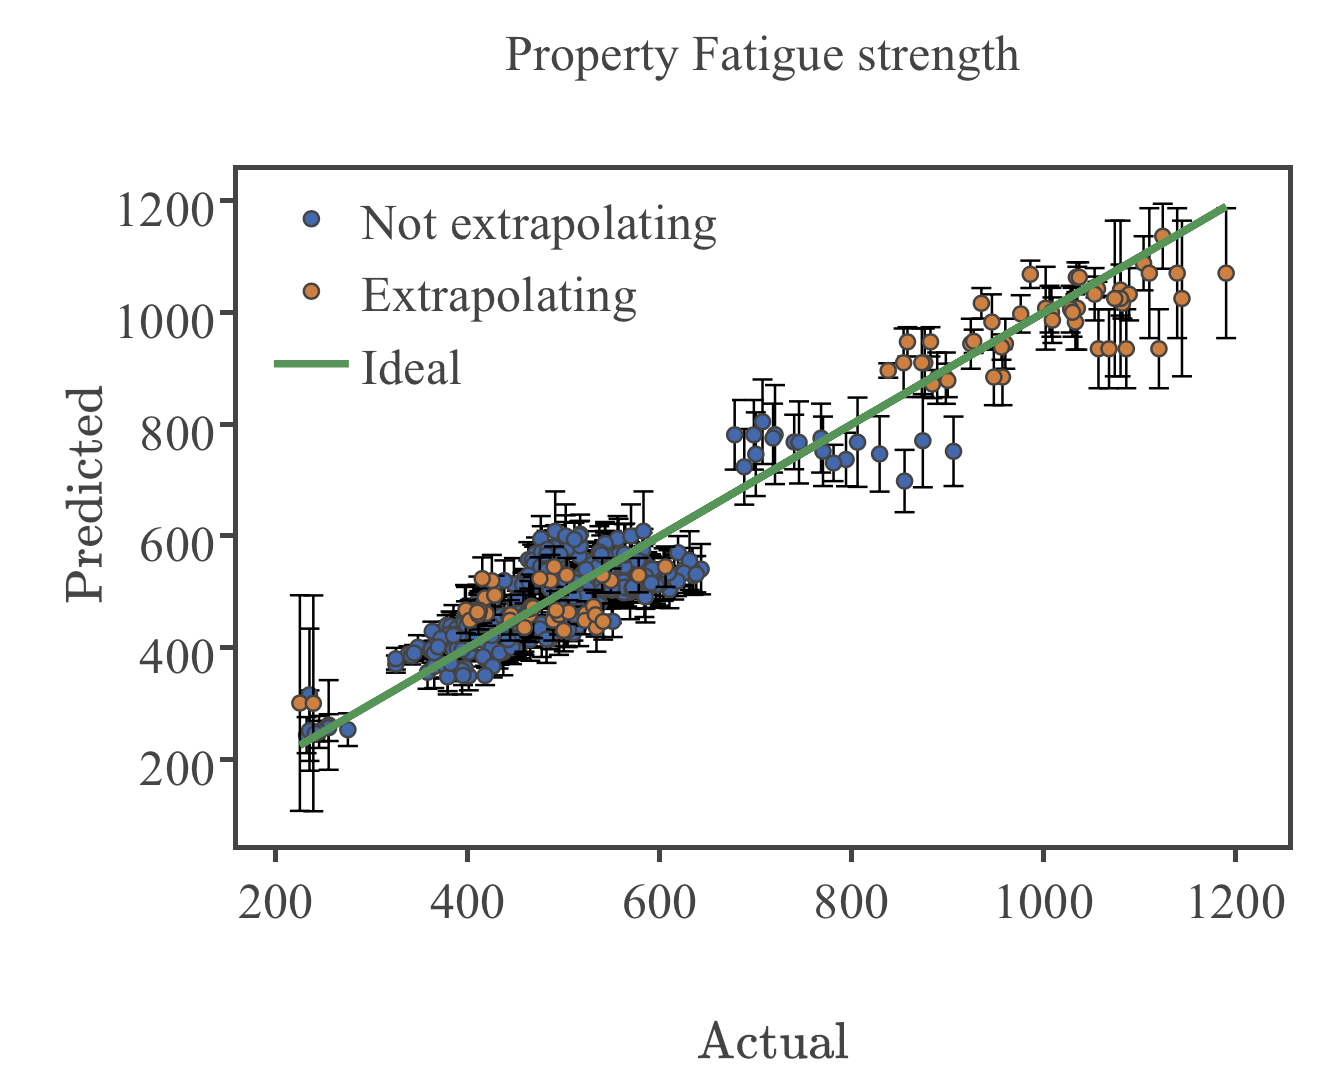 Property Fatigue strength
Not extrapolating
Extrapolating
Ideal
1200
1000
800
600
400
200
Predicted
200 400 600 800 1000 1200
Actual